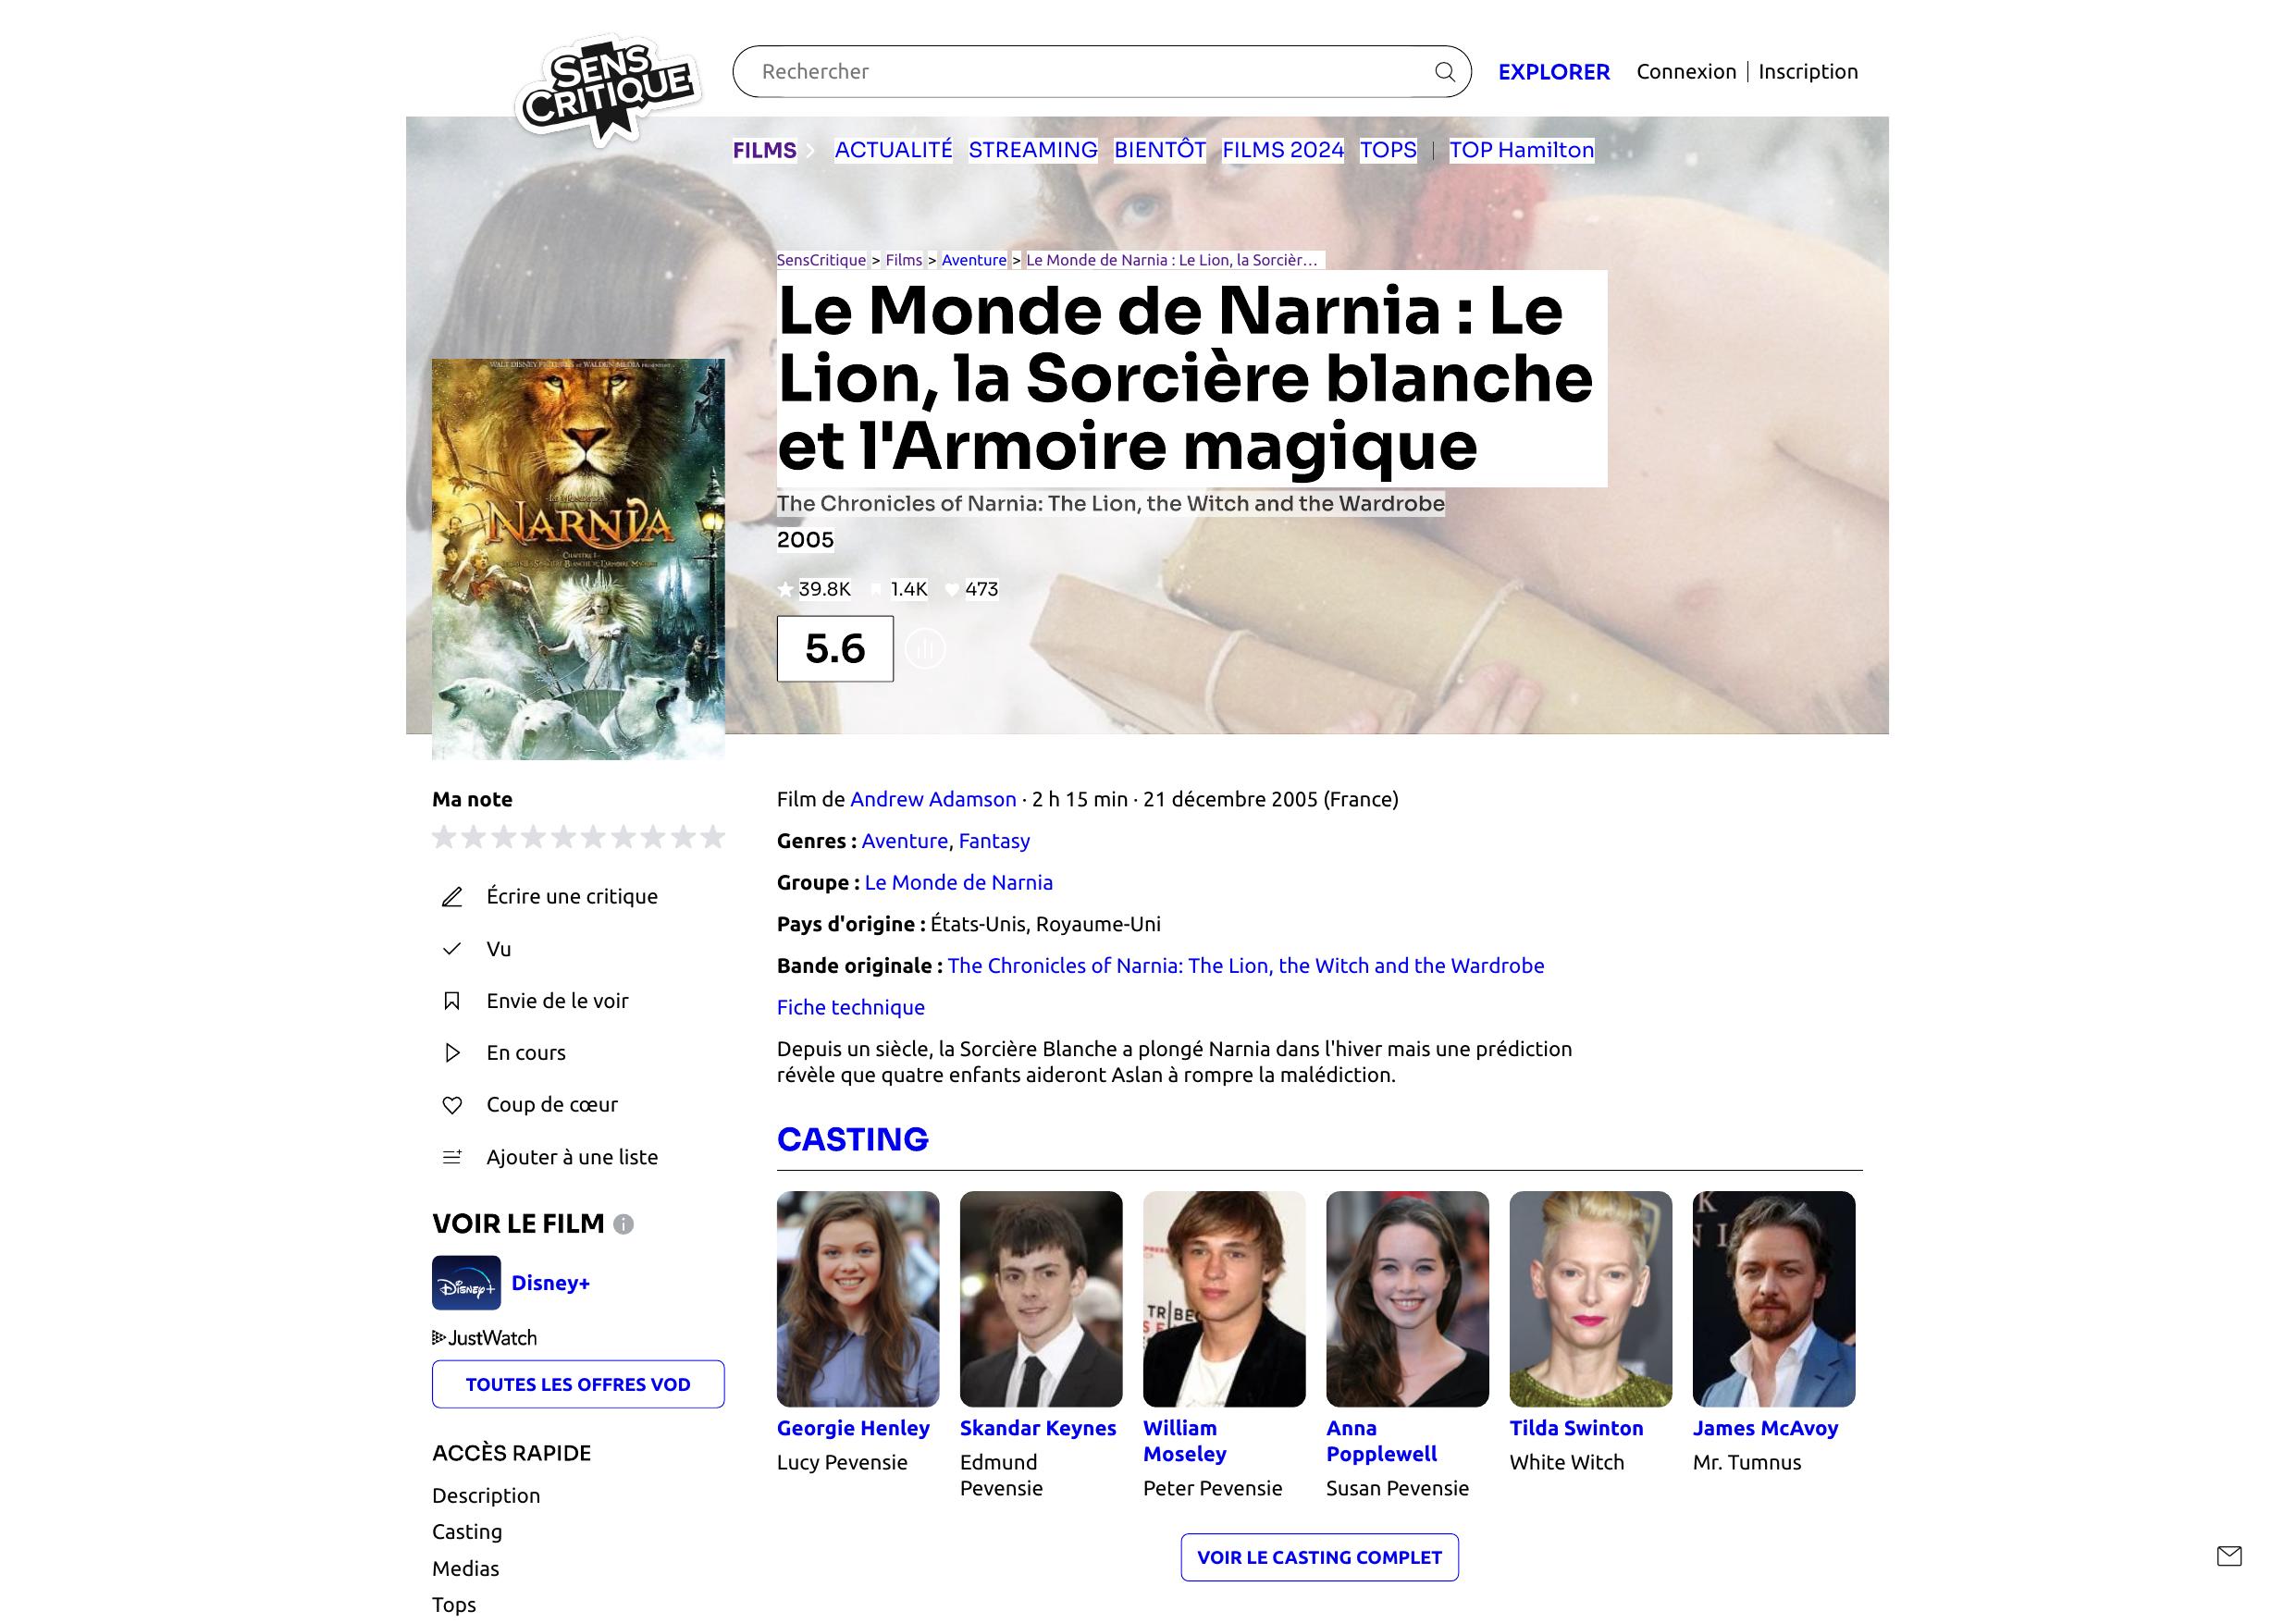 SENS
CRITIQUE
Rechercher
EXPLORER
Connexion | Inscription
FILMS ACTUALITÉ STREAMING BIENTÔT FILMS 2024 TOPS | TOP Hamilton
SensCritique > Films > Aventure > Le Monde de Narnia : Le Lion, la Sorcièr…
Le Monde de Narnia : Le
Lion, la Sorcière blanche
et l'Armoire magique
The Chronicles of Narnia: The Lion, the Witch and the Wardrobe
2005
39.8K 1.4K 473
5.6
NARNIA
Ma note
Écrire une critique
Vu
Envie de le voir
En cours
Coup de cœur
Ajouter à une liste
VOIR LE FILM
Disney+
Disney+
JustWatch
TOUTES LES OFFRES VOD
ACCÈS RAPIDE
Description
Casting
Medias
Tops
Film de Andrew Adamson · 2 h 15 min · 21 décembre 2005 (France)
Genres : Aventure, Fantasy
Groupe : Le Monde de Narnia
Pays d'origine : États-Unis, Royaume-Uni
Bande originale : The Chronicles of Narnia: The Lion, the Witch and the Wardrobe
Fiche technique
Depuis un siècle, la Sorcière Blanche a plongé Narnia dans l'hiver mais une prédiction
révèle que quatre enfants aideront Aslan à rompre la malédiction.
CASTING
Georgie Henley
Lucy Pevensie
Skandar Keynes
Edmund
Pevensie
William
Moseley
Peter Pevensie
Anna
Popplewell
Susan Pevensie
Tilda Swinton
White Witch
James McAvoy
Mr. Tumnus
VOIR LE CASTING COMPLET